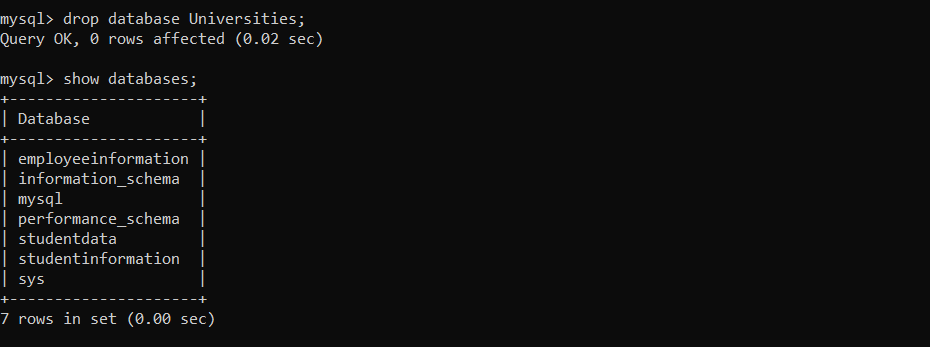 mysql> drop database Universities;
Query OK, 0 rows affected (0.02 sec)
mysql> show databases;
+---------------------+
| Database            |
+---------------------+
| employeeinformation |
| information_schema  |
| mysql               |
| performance_schema  |
| studentdata         |
| studentinformation  |
| sys                 |
+---------------------+
7 rows in set (0.00 sec)